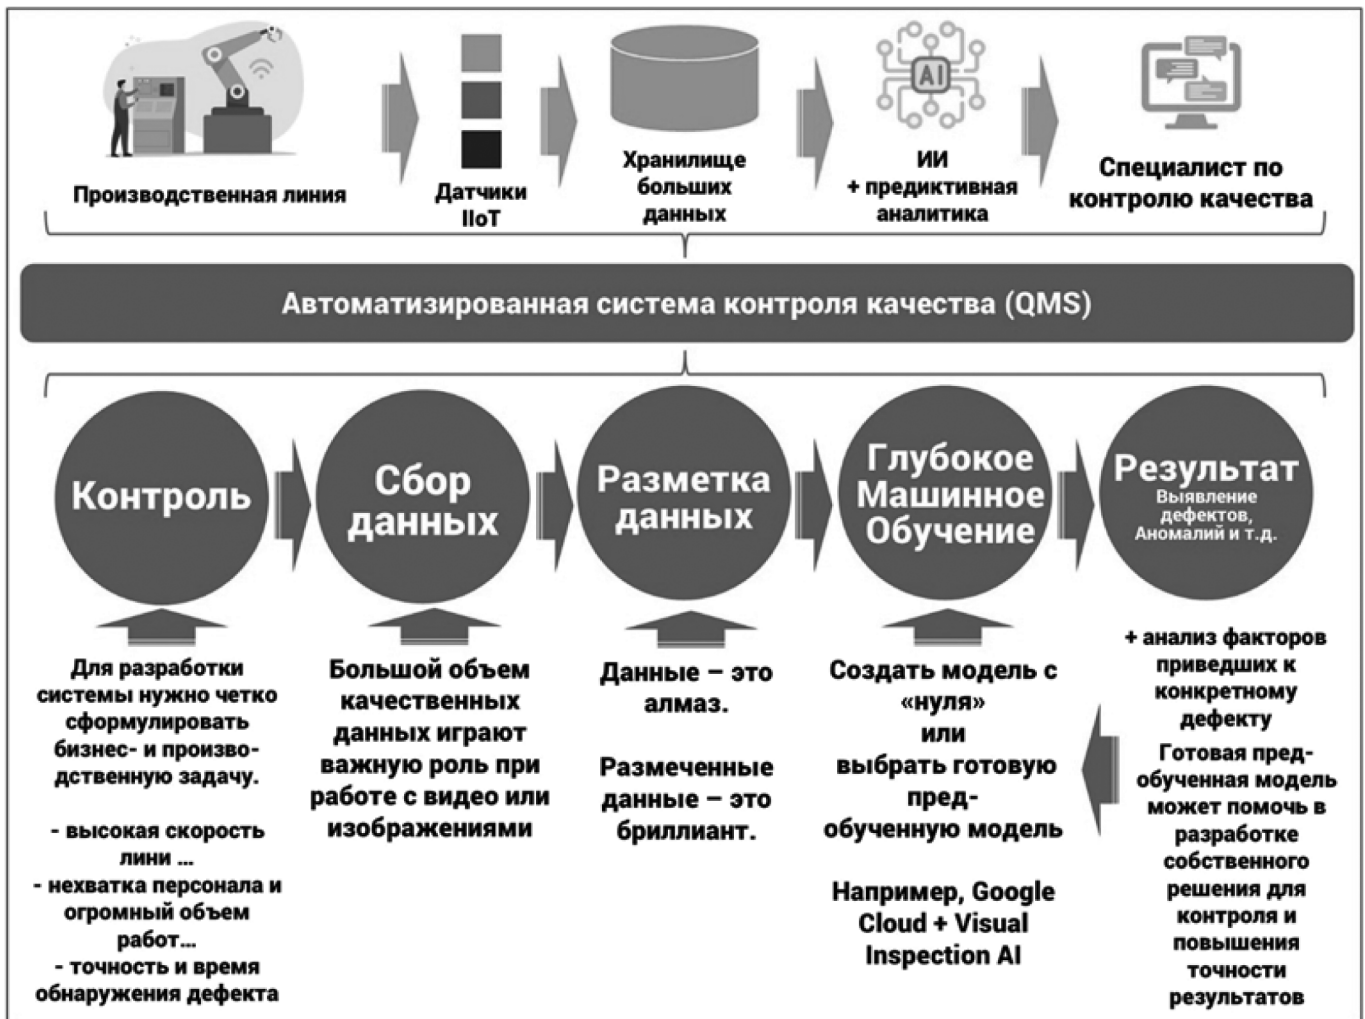 AI
Производственная линия
Датчики
IIoT
Хранилище
больших
данных
ИИ
+ предиктивная
аналитика
Специалист по
контролю качества
Автоматизированная система контроля качества (QMS)
Контроль
Сбор
данных
Разметка
данных
Глубокое
Машинное
Обучение
Результат
Выявление
дефектов,
Аномалий и т.д.
Для разработки
системы нужно четко
сформулировать
бизнес- и произво-
дственную задачу.
- высокая скорость
лини ...
- нехватка персонала и
огромный объем
работ...
- точность и время
обнаружения дефекта
Большой объем
качественных
данных играют
важную роль при
работе с видео или
изображениями
Данные – это
алмаз.
Размеченные
данные – это
бриллиант.
Создать модель с
«нуля»
или
выбрать готовую
пред-
обученную модель
Например, Google
Cloud + Visual
Inspection AI
+ анализ факторов
приведших к
конкретному
дефекту
Готовая пред-
обученная модель
может помочь в
разработке
собственного
решения для
контроля и
повышения
точности
результатов